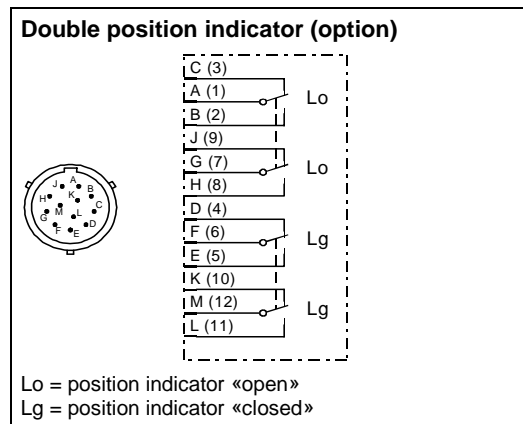 Double position indicator (option)
C (3)
A (1)
Lo
B (2)
J (9)
G (7)
Lo
H (8)
D (4)
F (6)
Lg
E (5)
K (10)
M (12)
Lg
L (11)
A
J
B
K
H
C
M
L
G
D
F
E
Lo = position indicator «open»
Lg = position indicator «closed»